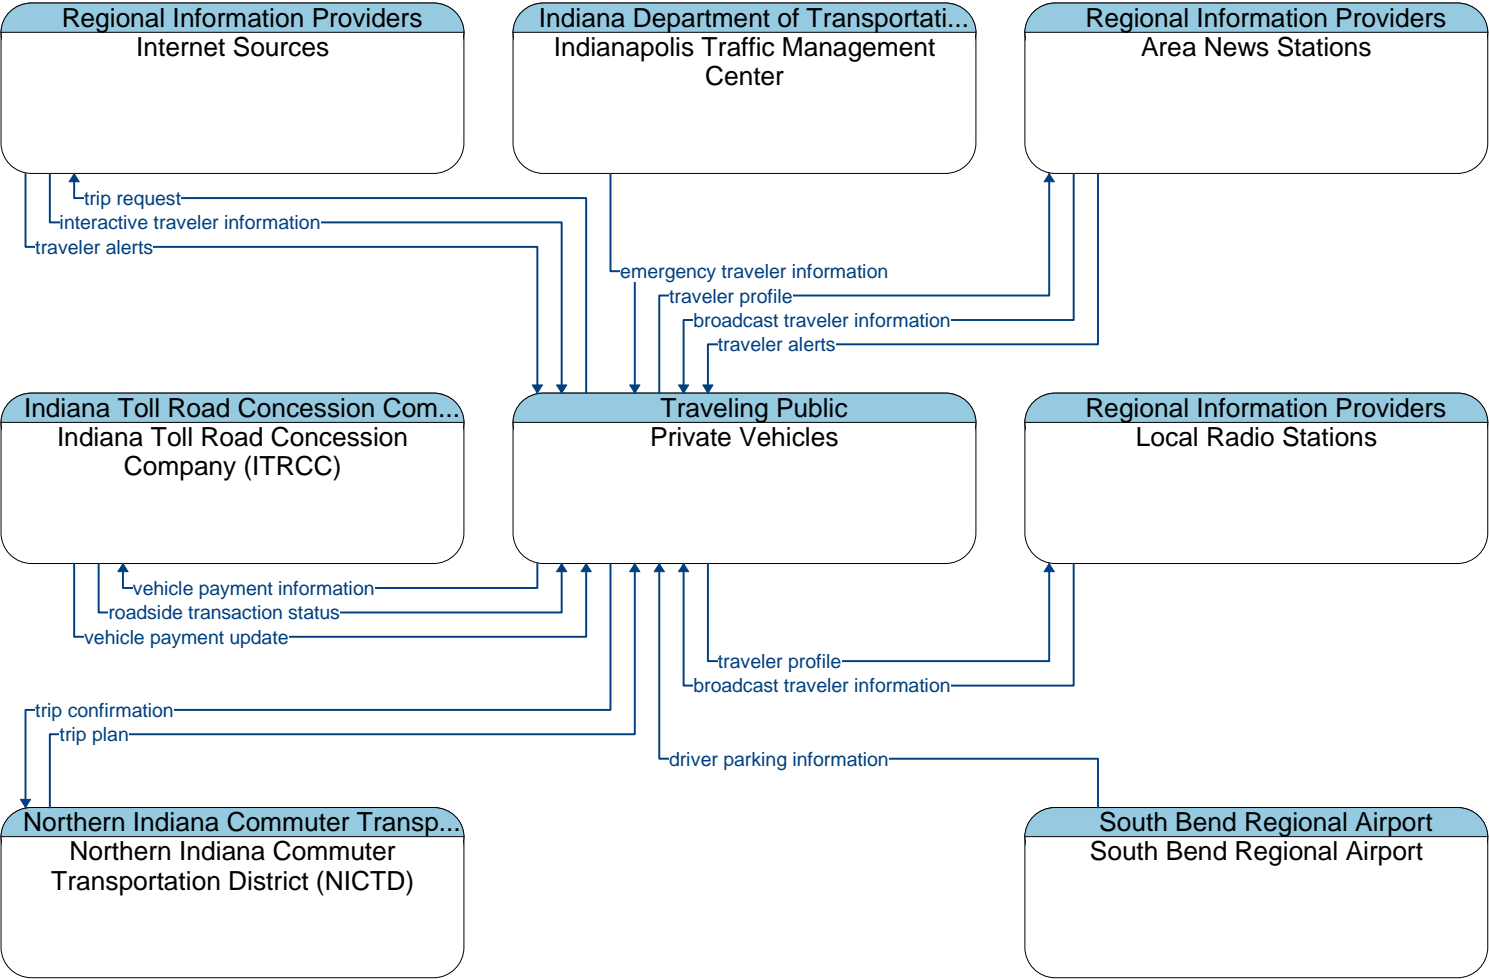 Regional Information Providers
Internet Sources
Indiana Department of Transportati...
Indianapolis Traffic Management
Center
Regional Information Providers
Area News Stations
trip request
interactive traveler information
traveler alerts
emergency traveler information
traveler profile
broadcast traveler information
traveler alerts
Indiana Toll Road Concession Com...
Indiana Toll Road Concession
Company (ITRCC)
Traveling Public
Private Vehicles
Regional Information Providers
Local Radio Stations
vehicle payment information
roadside transaction status
vehicle payment update
traveler profile
broadcast traveler information
trip confirmation
trip plan
driver parking information
Northern Indiana Commuter Transp...
Northern Indiana Commuter
Transportation District (NICTD)
South Bend Regional Airport
South Bend Regional Airport